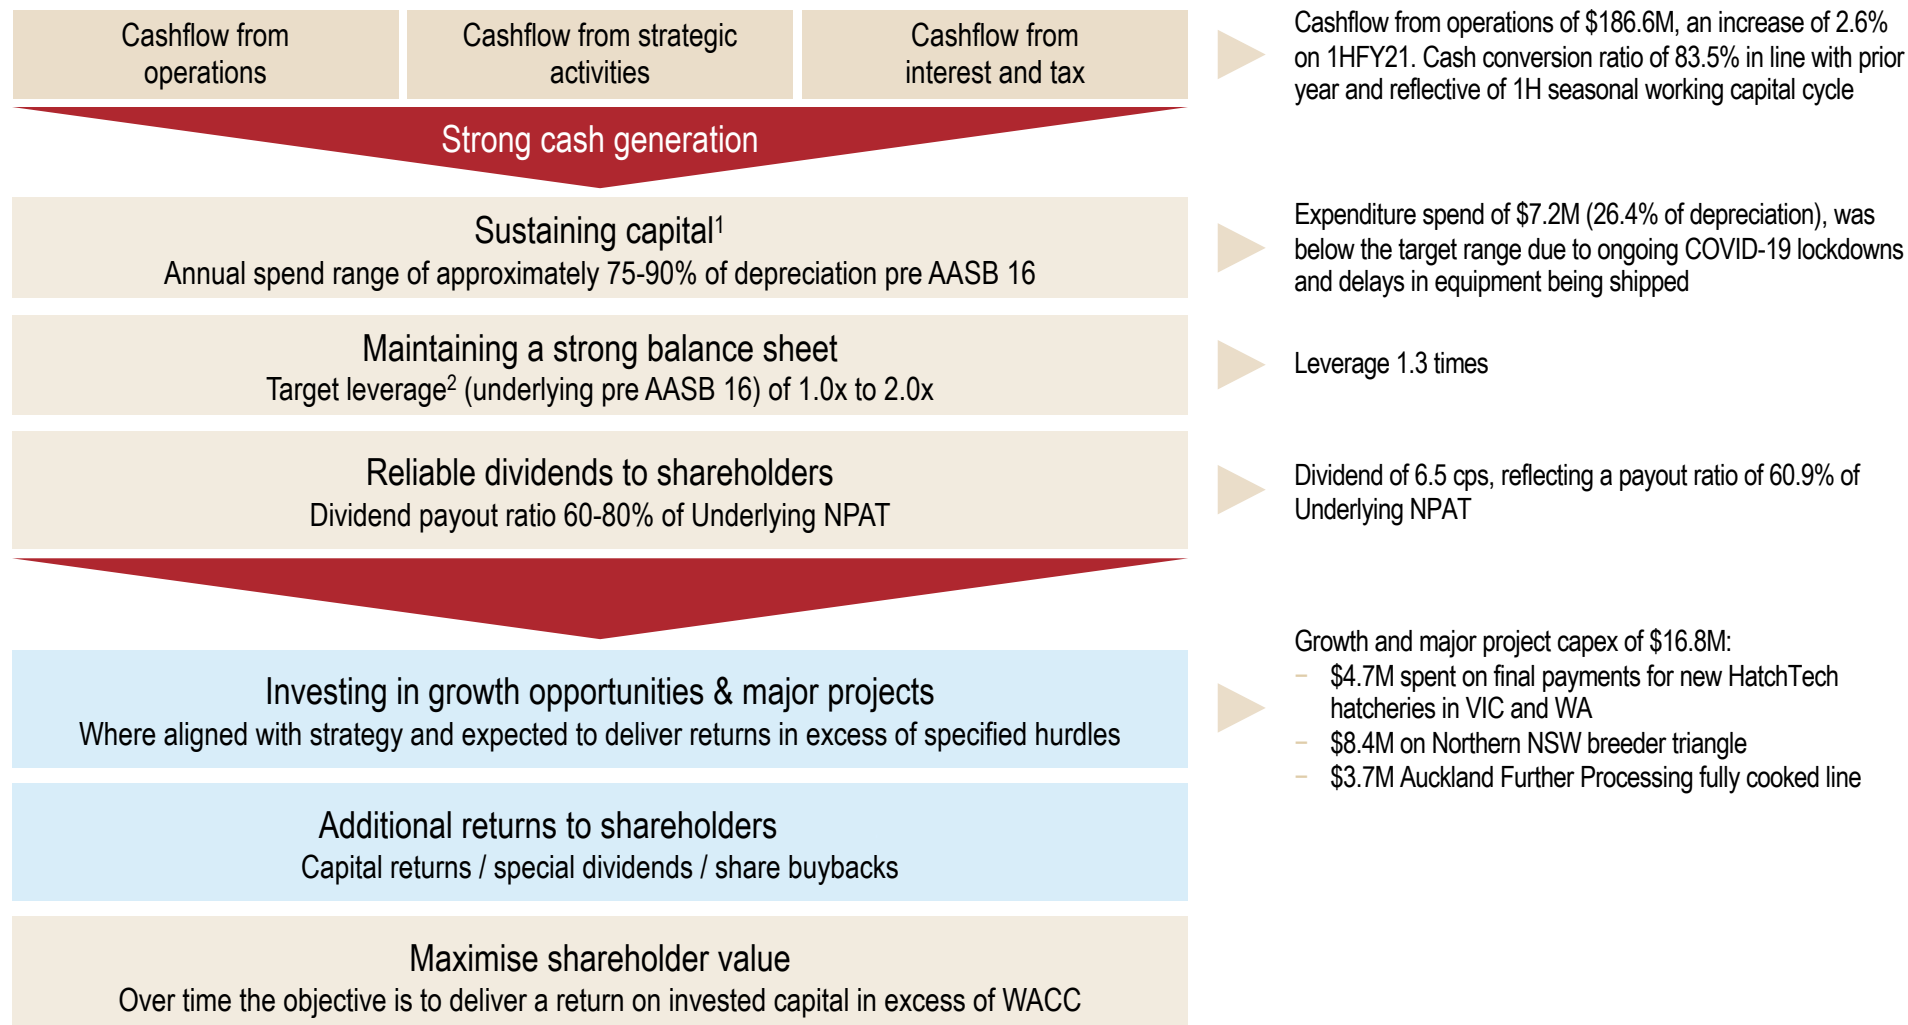 Cashflow from
operations
Cashflow from strategic
activities
Cashflow from
interest and tax
Cashflow from operations of $186.6M, an increase of 2.6%
on 1HFY21. Cash conversion ratio of 83.5% in line with prior
year and reflective of 1H seasonal working capital cycle
Strong cash generation
Sustaining capital1
Annual spend range of approximately 75-90% of depreciation pre AASB 16
Expenditure spend of $7.2M (26.4% of depreciation), was
below the target range due to ongoing COVID-19 lockdowns
and delays in equipment being shipped
Maintaining a strong balance sheet
Target leverage2 (underlying pre AASB 16) of 1.0x to 2.0x
Leverage 1.3 times
Reliable dividends to shareholders
Dividend payout ratio 60-80% of Underlying NPAT
Dividend of 6.5 cps, reflecting a payout ratio of 60.9% of
Underlying NPAT
Investing in growth opportunities & major projects
Where aligned with strategy and expected to deliver returns in excess of specified hurdles
Growth and major project capex of $16.8M:
− $4.7M spent on final payments for new HatchTech
hatcheries in VIC and WA
− $8.4M on Northern NSW breeder triangle
− $3.7M Auckland Further Processing fully cooked line
Additional returns to shareholders
Capital returns / special dividends / share buybacks
Maximise shareholder value
Over time the objective is to deliver a return on invested capital in excess of WACC